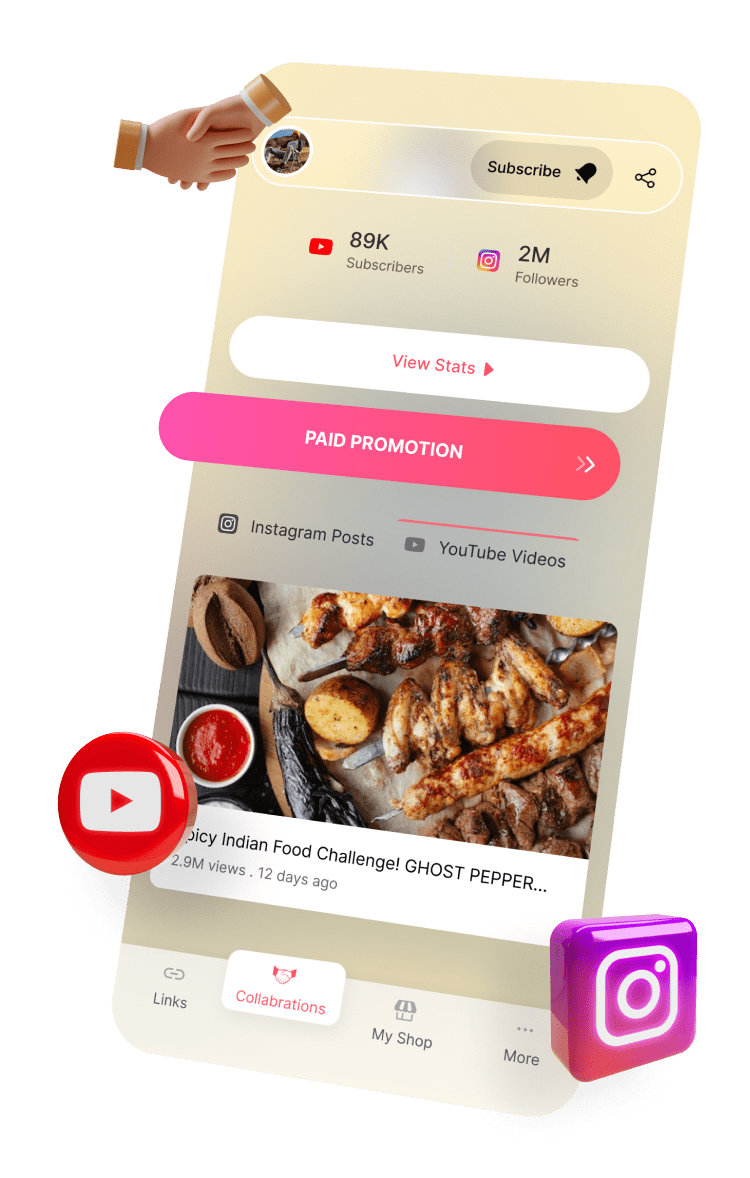 Subscribe
89K
Subscribers
2M
Followers
View Stats
PAID PROMOTION
Instagram Posts
YouTube Videos
picy Indian Food Challenge! GHOST PEPPER...
2.9M views . 12 days ago
Links
Collabrations
My Shop
More